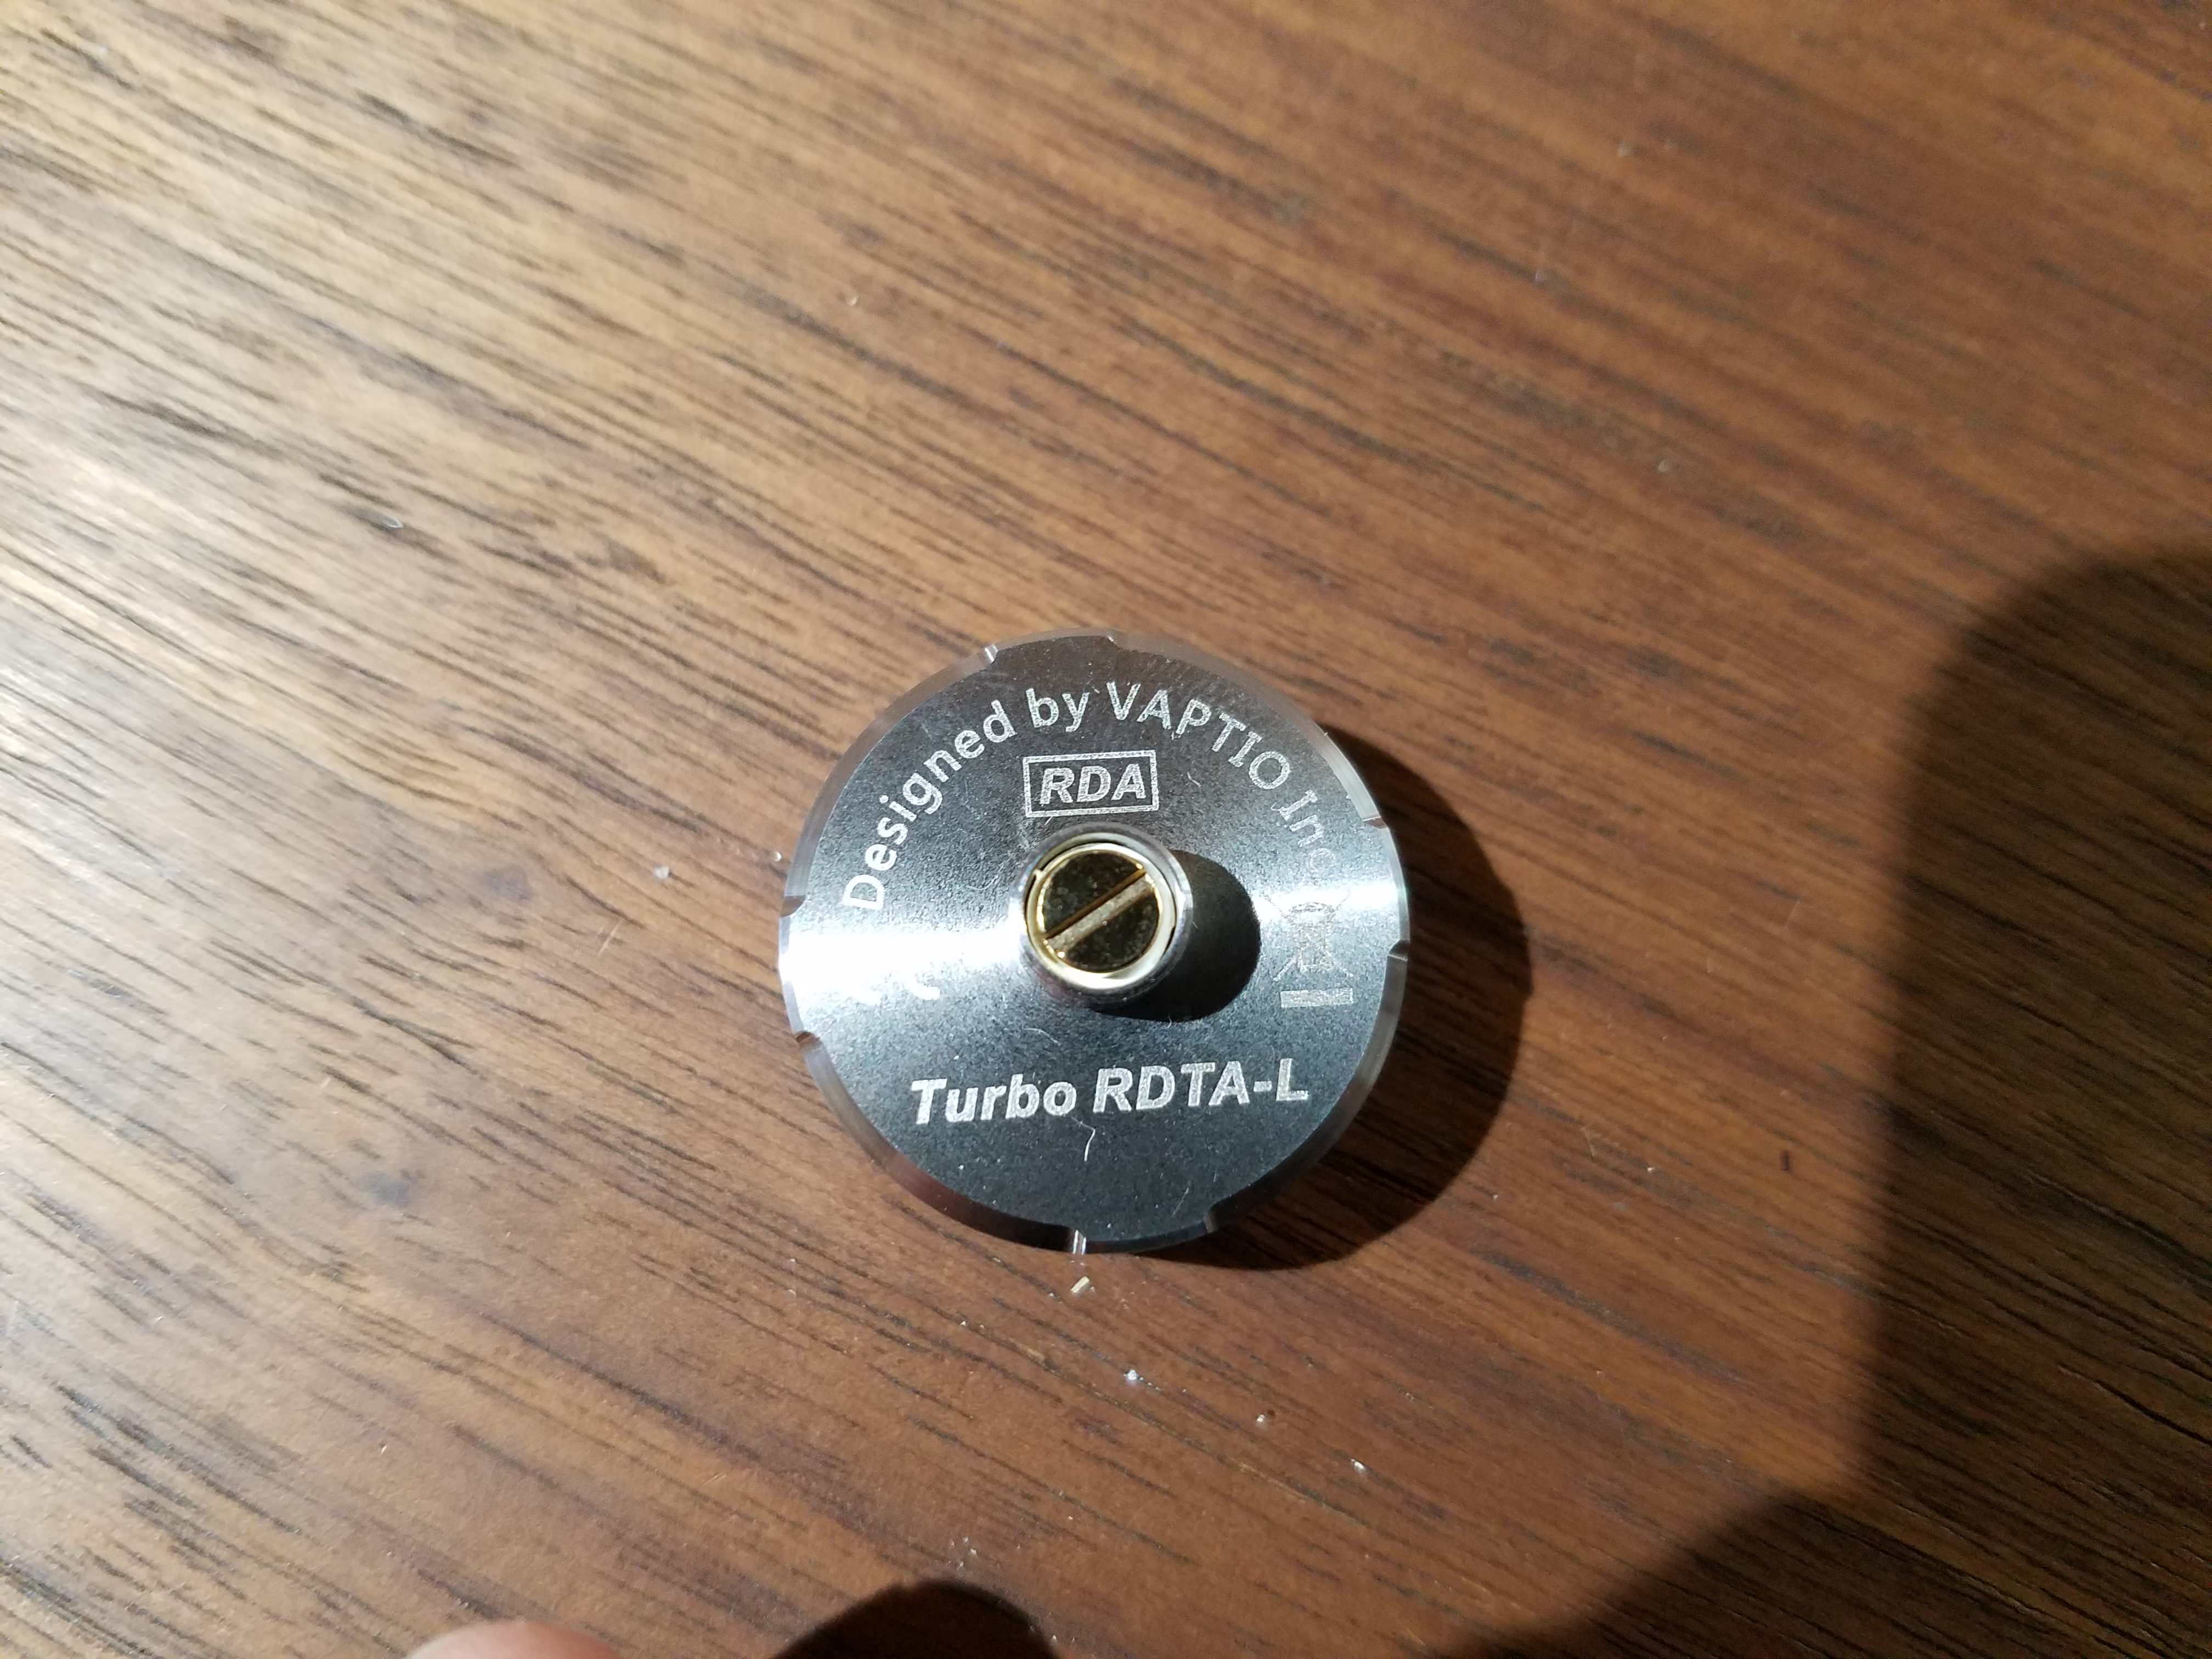 Designed by VAPTIO Inc
RDA
Turbo RDTA-L